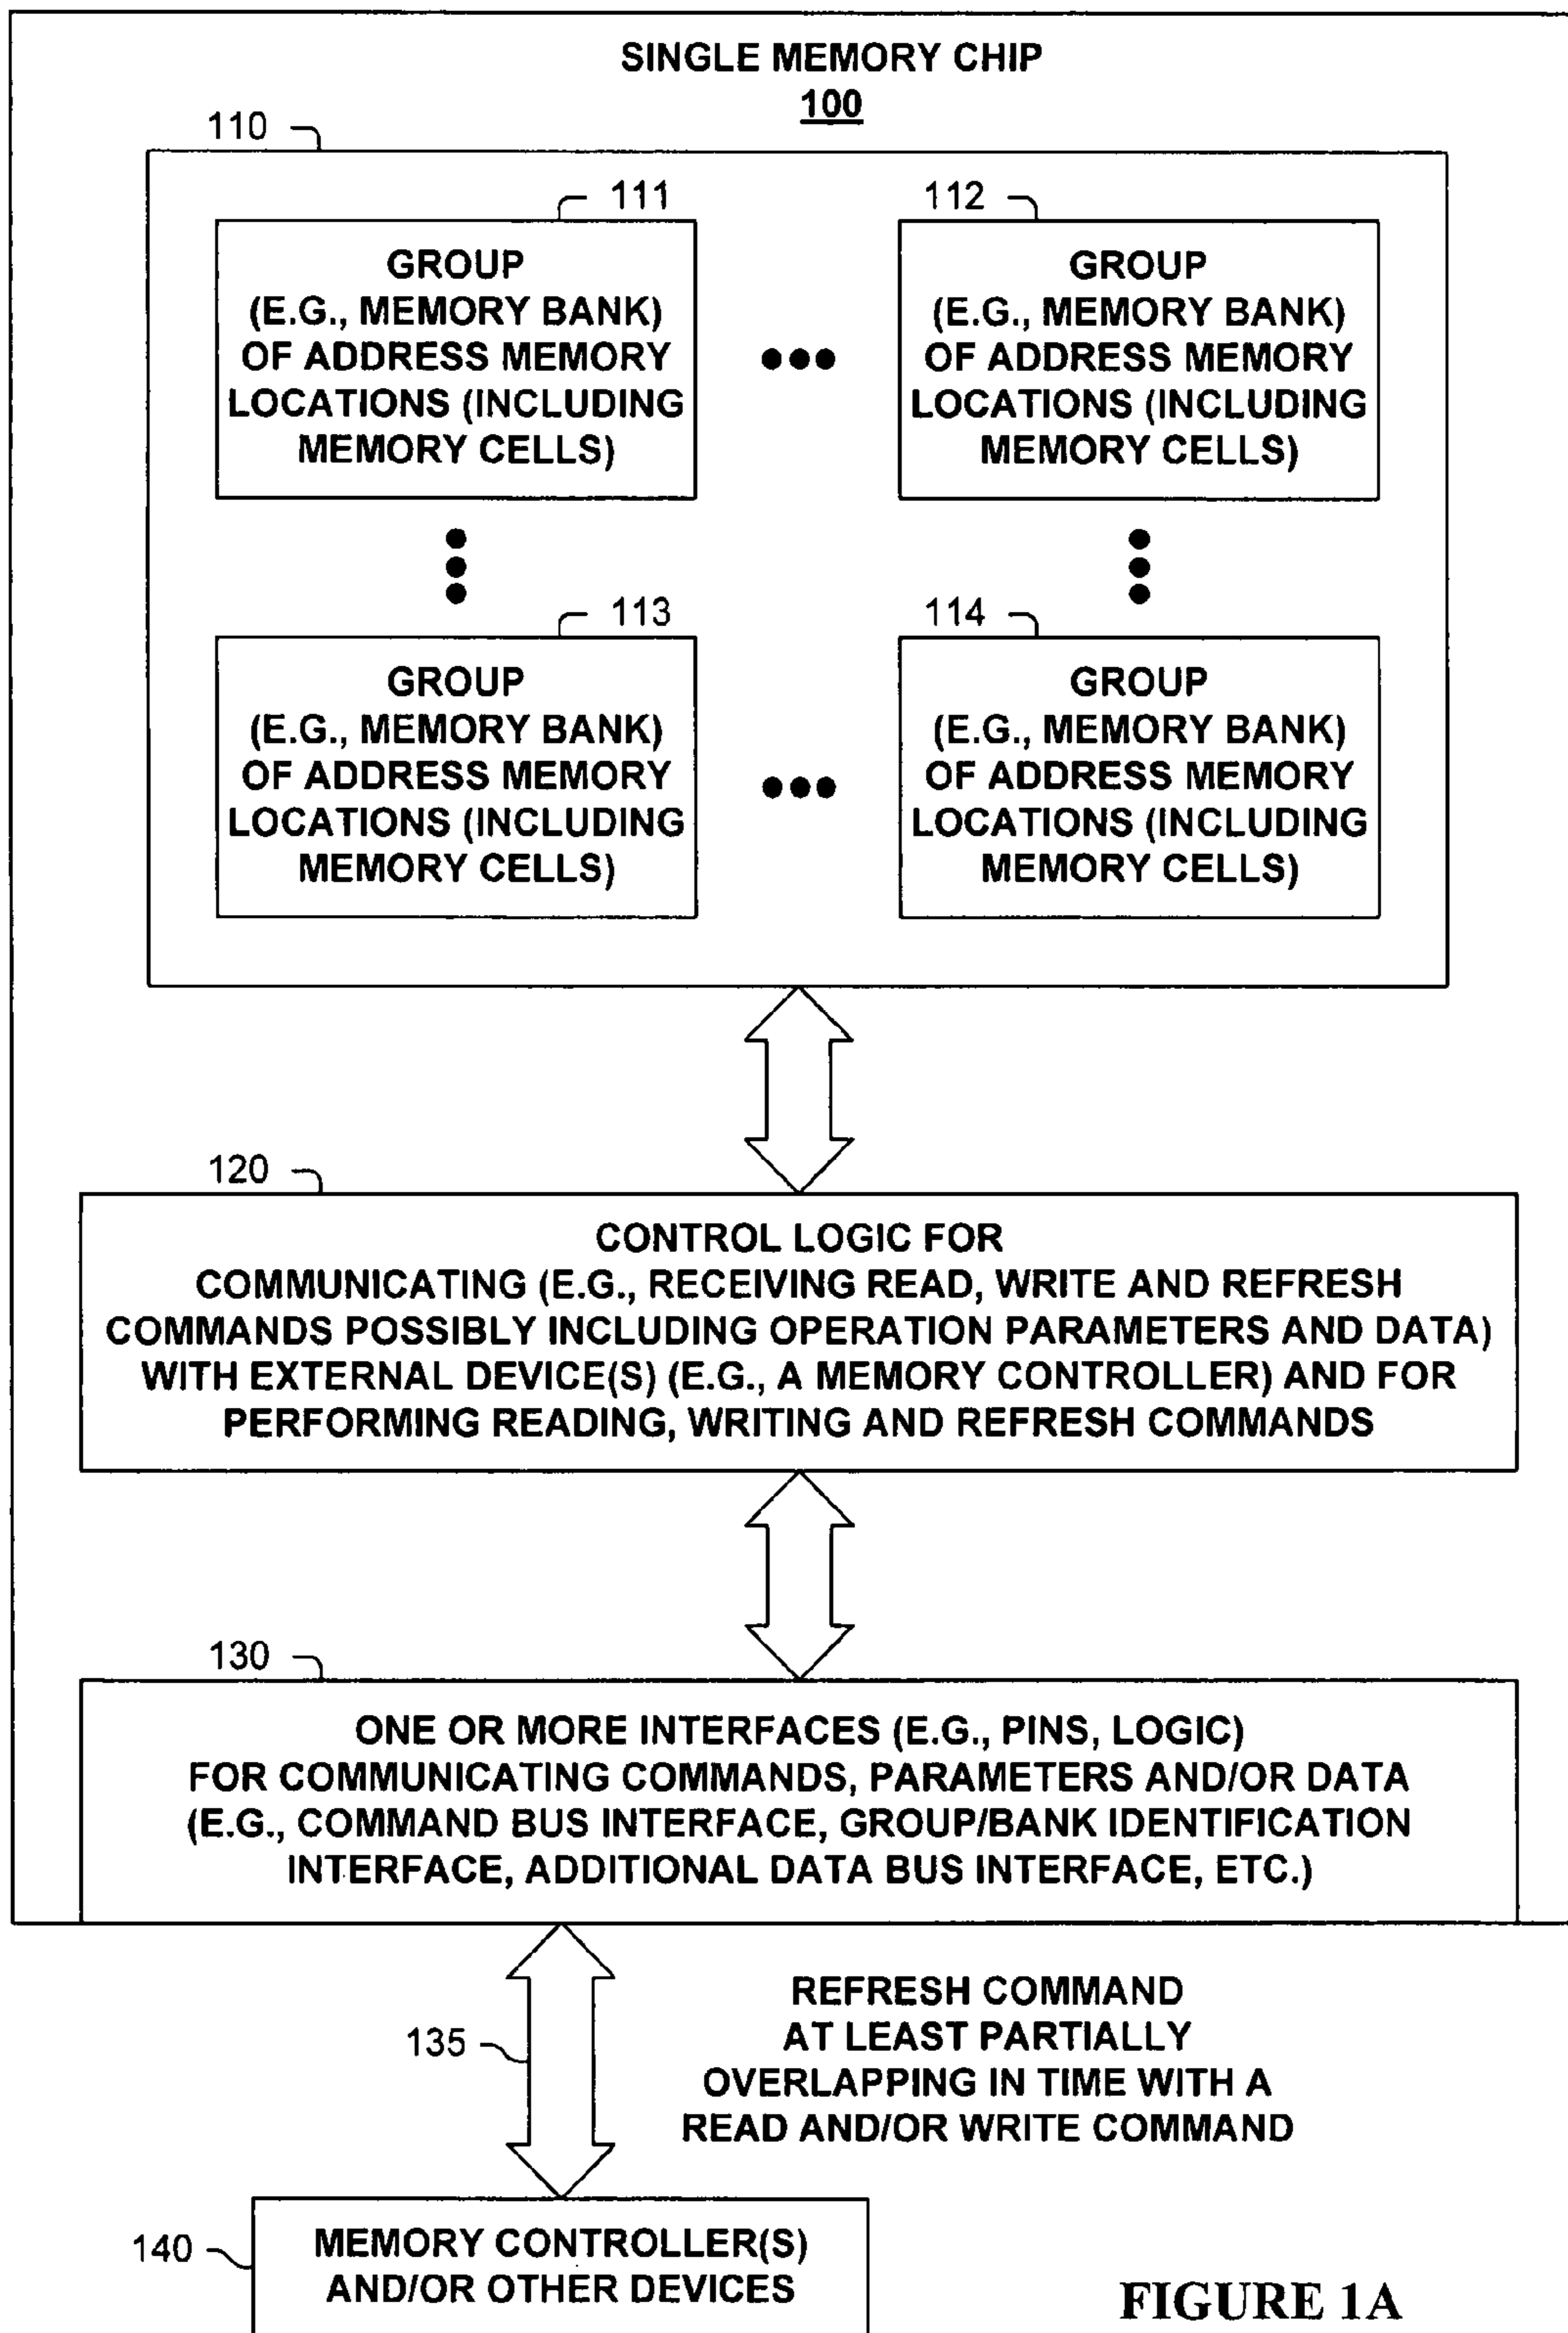 SINGLE MEMORY CHIP
100
110
111
GROUP
(E.G., MEMORY BANK)
OF ADDRESS MEMORY
LOCATIONS (INCLUDING
MEMORY CELLS)
112
GROUP
(E.G., MEMORY BANK)
OF ADDRESS MEMORY
LOCATIONS (INCLUDING
MEMORY CELLS)
113
GROUP
(E.G., MEMORY BANK)
OF ADDRESS MEMORY
LOCATIONS (INCLUDING
MEMORY CELLS)
114
GROUP
(E.G., MEMORY BANK)
OF ADDRESS MEMORY
LOCATIONS (INCLUDING
MEMORY CELLS)
120
CONTROL LOGIC FOR
COMMUNICATING (E.G., RECEIVING READ, WRITE AND REFRESH
COMMANDS POSSIBLY INCLUDING OPERATION PARAMETERS AND DATA)
WITH EXTERNAL DEVICE(S) (E.G., A MEMORY CONTROLLER) AND FOR
PERFORMING READING, WRITING AND REFRESH COMMANDS
130
ONE OR MORE INTERFACES (E.G., PINS, LOGIC)
FOR COMMUNICATING COMMANDS, PARAMETERS AND/OR DATA
(E.G., COMMAND BUS INTERFACE, GROUP/BANK IDENTIFICATION
INTERFACE, ADDITIONAL DATA BUS INTERFACE, ETC.)
135
REFRESH COMMAND
AT LEAST PARTIALLY
OVERLAPPING IN TIME WITH A
READ AND/OR WRITE COMMAND
140
MEMORY CONTROLLER(S)
AND/OR OTHER DEVICES
FIGURE 1A